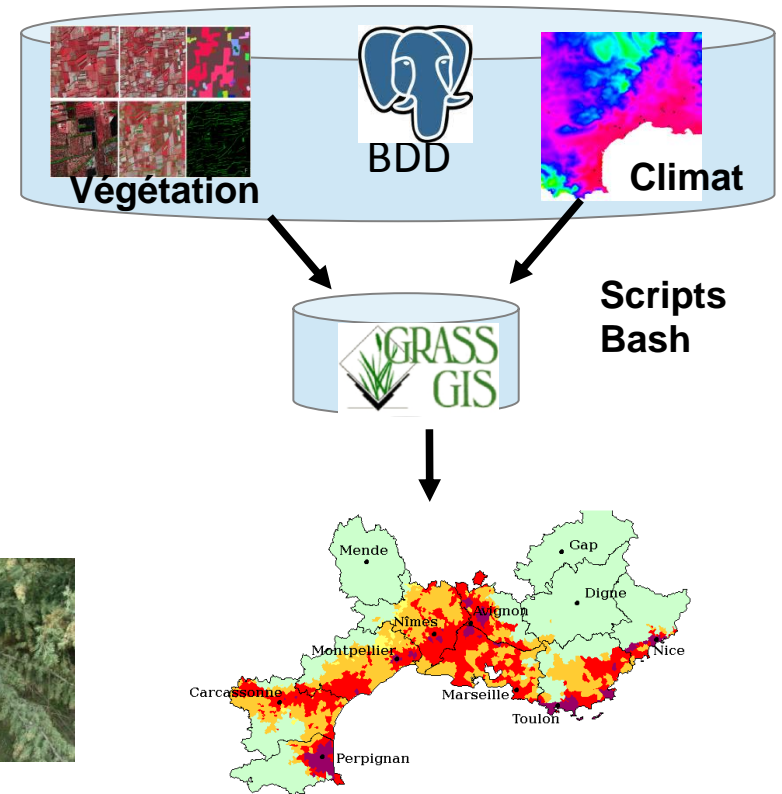 BDD
Végétation
Climat
Scripts
Bash
GRASS
GIS
Mende
Gap
Digne
Avignon
Nîmes
Nice
Montpellier
Carcassonne
Marseille
Toulon
Perpignan